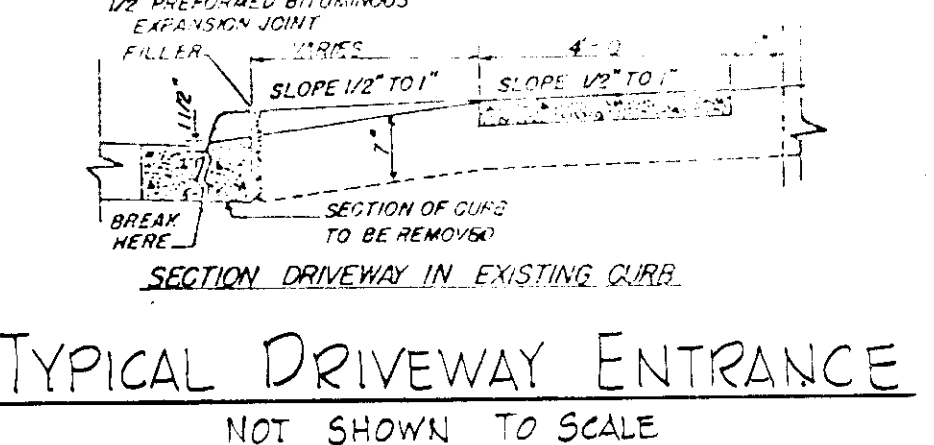 1/2" PREFORMED BITUMINOUS
EXPANSION JOINT
FILLER
VARIES
4'-0
SLOPE 1/2" TO 1"
SLOPE 1/2" TO 1"
1 1/2"
7"
BREAK
HERE
SECTION OF CURB
TO BE REMOVED
SECTION DRIVEWAY IN EXISTING CURB
TYPICAL DRIVEWAY ENTRANCE
NOT SHOWN TO SCALE